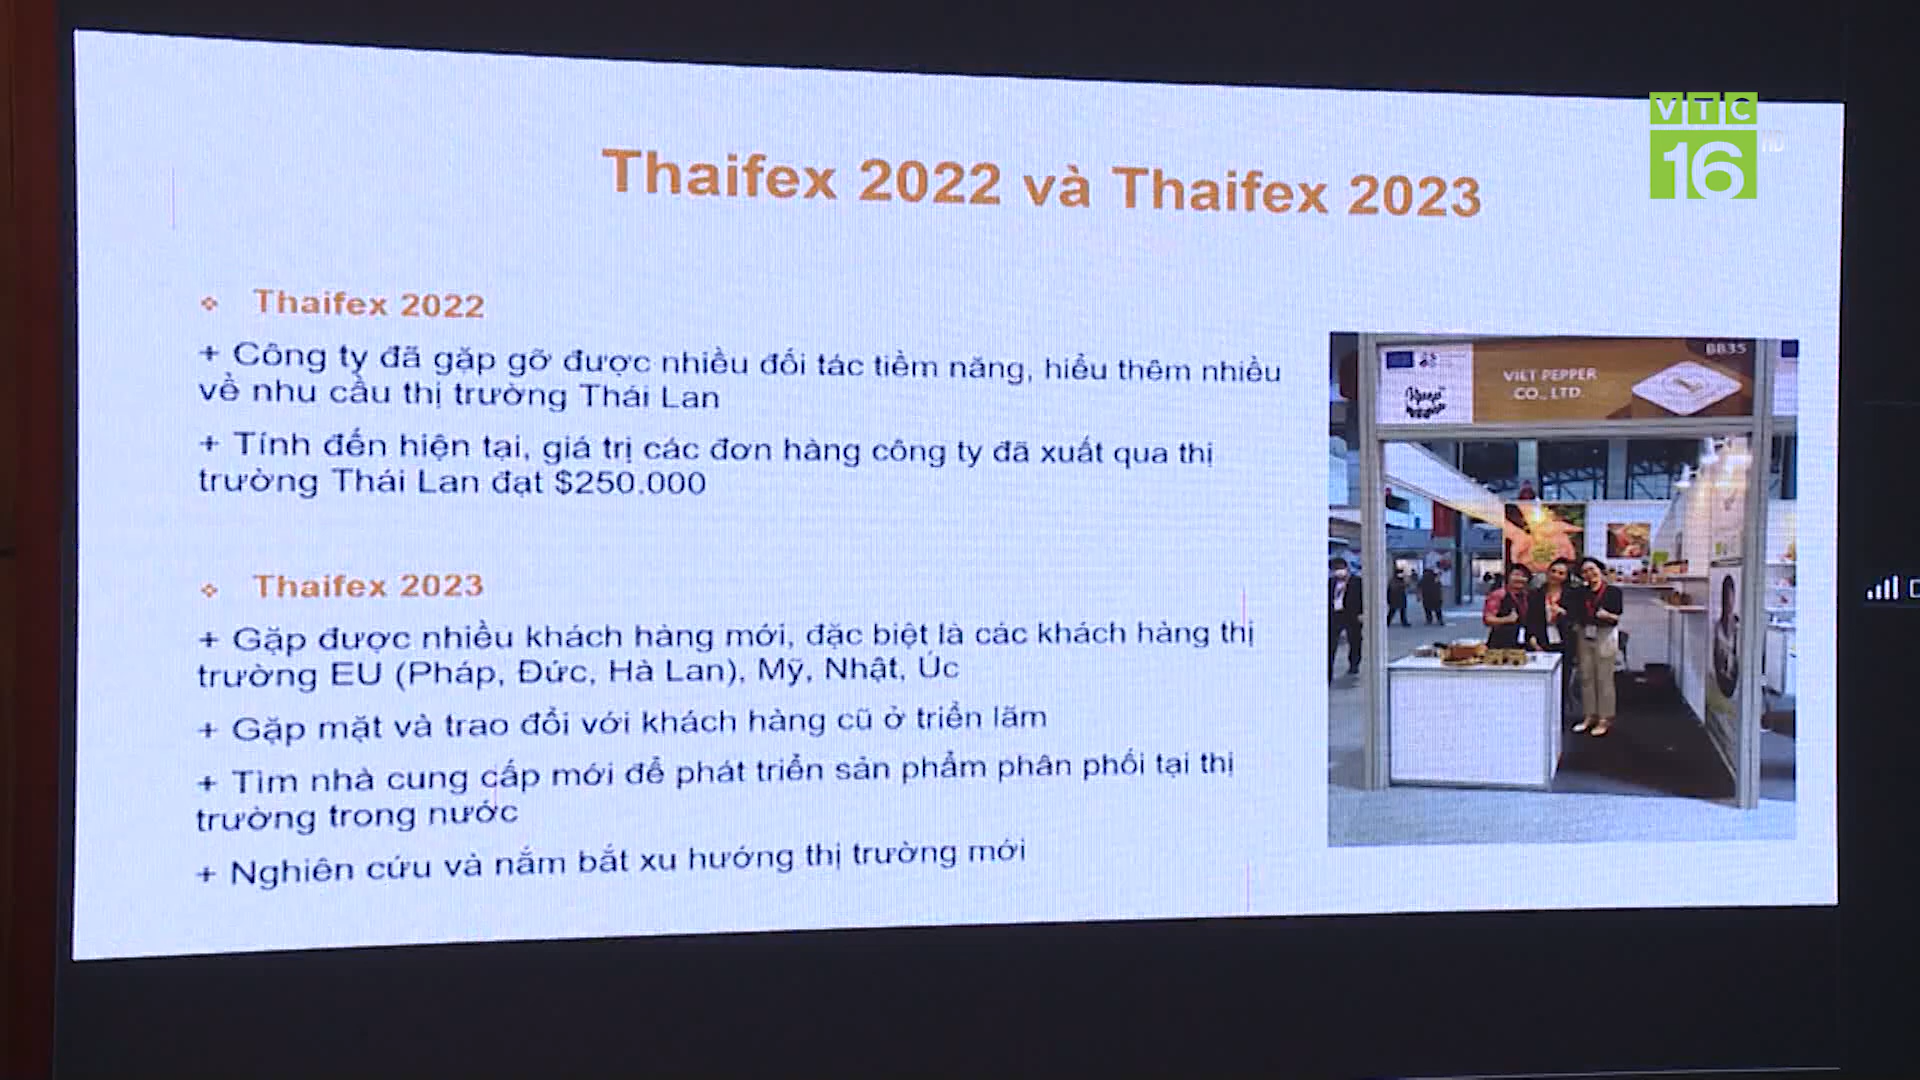 VTC
16
HD
Thaifex 2022 và Thaifex 2023
Thaifex 2022
+ Công ty đã gặp gỡ được nhiều đối tác tiềm năng, hiểu thêm nhiều
về nhu cầu thị trường Thái Lan
+ Tính đến hiện tại, giá trị các đơn hàng công ty đã xuất qua thị
trường Thái Lan đạt $250.000
BB35
VIET PEPPER
CO., LTD.
Thaifex 2023
+ Gặp được nhiều khách hàng mới, đặc biệt là các khách hàng thị
trường EU (Pháp, Đức, Hà Lan), Mỹ, Nhật, Úc
+ Gặp mặt và trao đổi với khách hàng cũ ở triển lãm
+ Tìm nhà cung cấp mới để phát triển sản phẩm phân phối tại thị
trường trong nước
+ Nghiên cứu và nắm bắt xu hướng thị trường mới